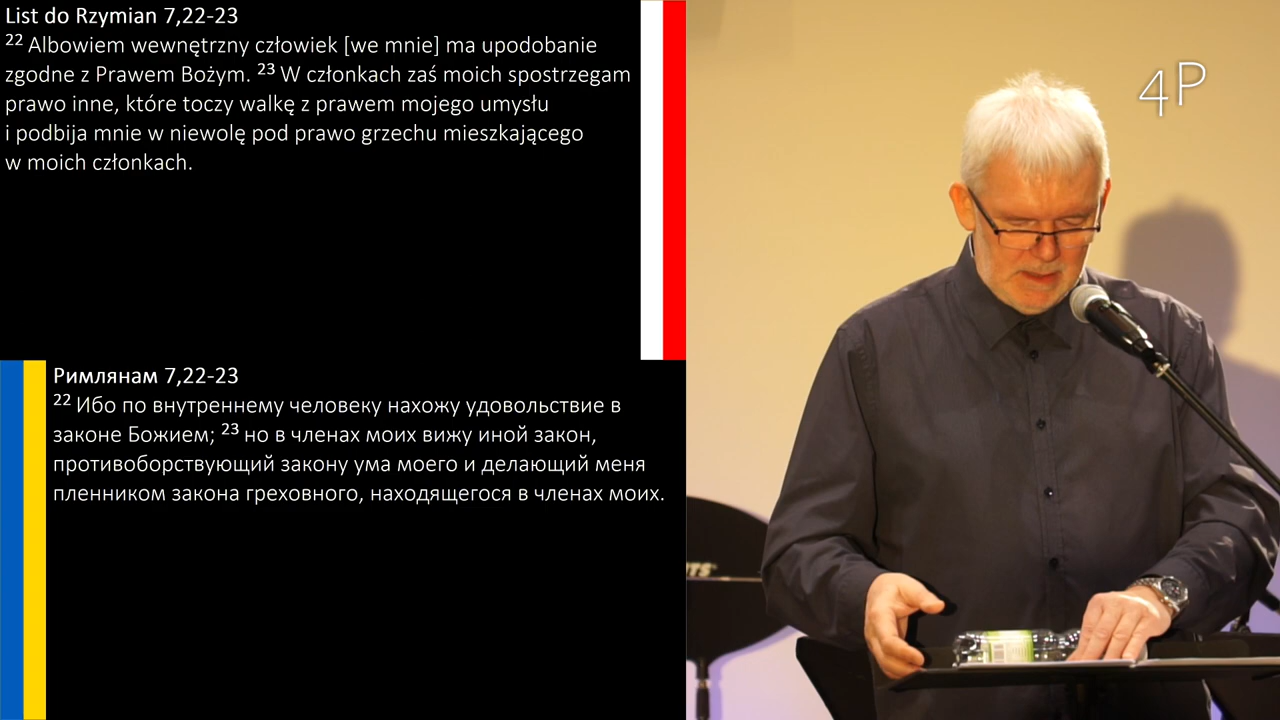 List do Rzymian 7,22-23
22 Albowiem wewnętrzny człowiek [we mnie] ma upodobanie
zgodne z Prawem Bożym. 23 W członkach zaś moich spostrzegam
prawo inne, które toczy walkę z prawem mojego umysłu
i podbija mnie w niewolę pod prawo grzechu mieszkającego
w moich członkach.
Римлянам 7,22-23
22 Ибо по внутреннему человеку нахожу удовольствие в
законе Божием; 23 но в членах моих вижу иной закон,
противоборствующий закону ума моего и делающий меня
пленником закона греховного, находящегося в членах моих.
4P